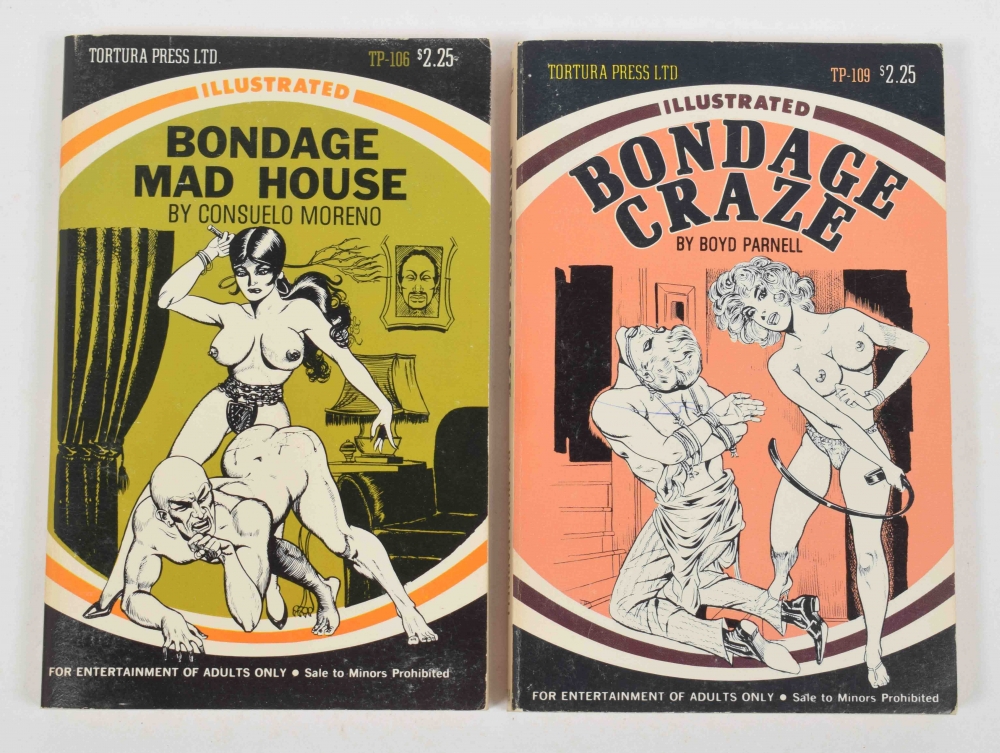 TORTURA PRESS LTD.
TP-106 $2.25
ILLUSTRATED
BONDAGE
MAD HOUSE
BY CONSUELO MORENO
FOR ENTERTAINMENT OF ADULTS ONLY • Sale to Minors Prohibited
TORTURA PRESS LTD
TP-109 $2.25
ILLUSTRATED
BONDAGE
CRAZE
BY BOYD PARNELL
FOR ENTERTAINMENT OF ADULTS ONLY • Sale to Minors Prohibited